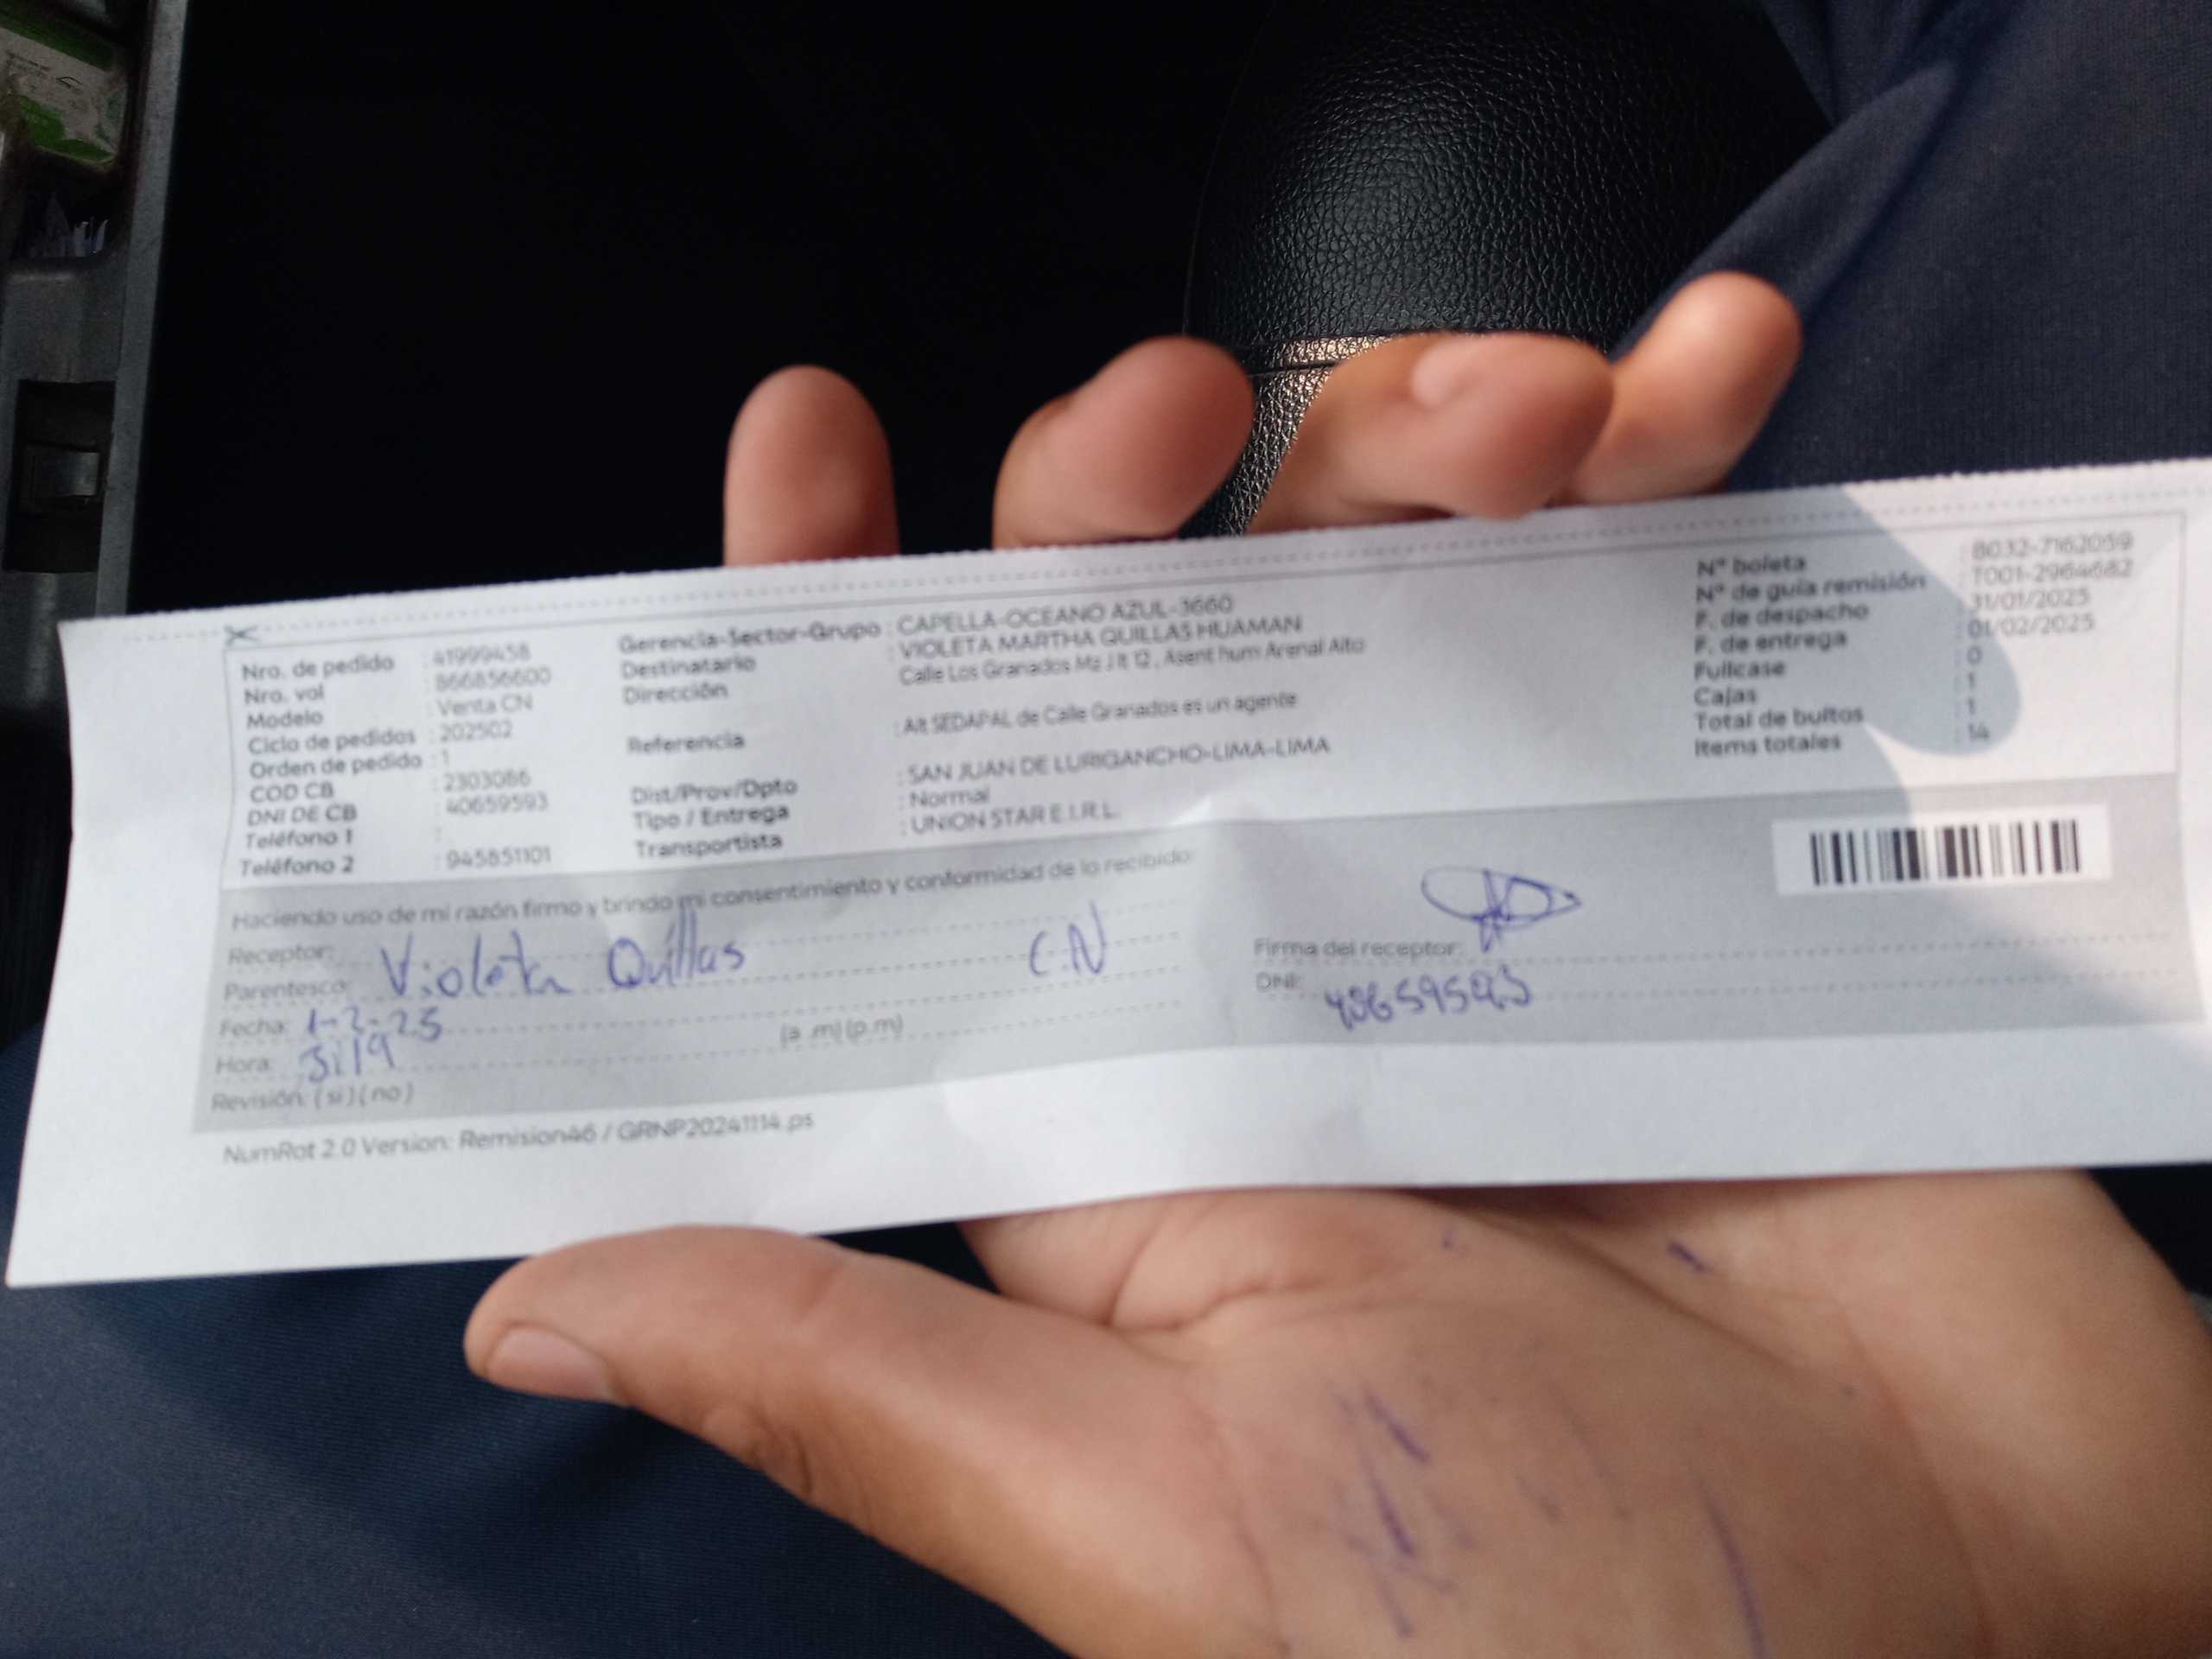 Nro. de pedido : 41999458
Nro. vol : 866856600
Modelo : Venta CN
Ciclo de pedidos : 202502
Orden de pedido : 1
COD CB : 2303086
DNI DE CB : 40659593
Teléfono 1 :
Teléfono 2 : 945851101
Gerencia-Sector-Grupo : CAPELLA-OCEANO AZUL-3660
Destinatario : VIOLETA MARTHA QUILLAS HUAMAN
Dirección : Calle Los Granados Mz J lt 12 , Asent hum Arenal Alto
Referencia : Alt SEDAPAL de Calle Granados es un agente
Dist/Prov/Dpto : SAN JUAN DE LURIGANCHO-LIMA-LIMA
Tipo / Entrega : Normal
Transportista : UNION STAR E.I.R.L.
N° boleta : B032-7162059
N° de guía remisión : T001-2964682
F. de despacho : 31/01/2025
F. de entrega : 01/02/2025
Fullcase : 0
Cajas : 1
Total de bultos : 1
Items totales : 14
Haciendo uso de mi razón firmo y brindo mi consentimiento y conformidad de lo recibido:
Receptor: Violeta Quillas C.N
Parentesco:
Fecha: 1-2-25
Hora: (a .m) (p.m)
Revisión: ( si ) ( no )
Firma del receptor:
DNI: 40659593
NumRot 2.0 Version: Remision46 / GRNP20241114.ps